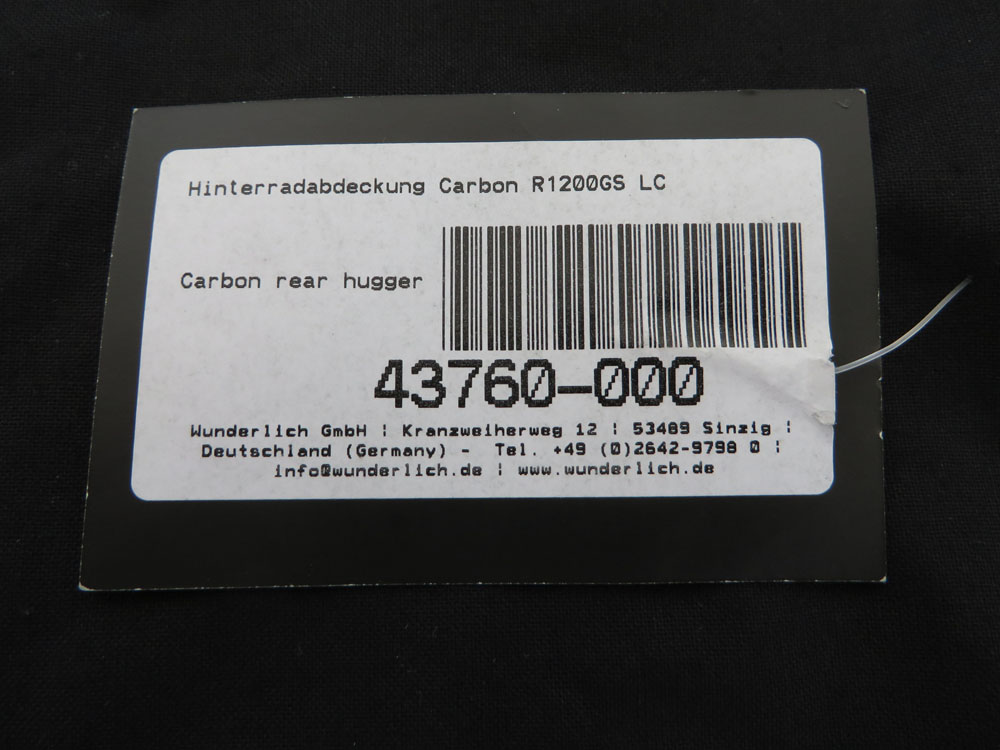 Hinterradabdeckung Carbon R1200GS LC
Carbon rear hugger
43760-000
Wunderlich GmbH ¦ Kranzweiherweg 12 ¦ 53489 Sinzig ¦
Deutschland (Germany) - Tel. +49 (0)2642-9798 0 ¦
info@wunderlich.de ¦ www.wunderlich.de